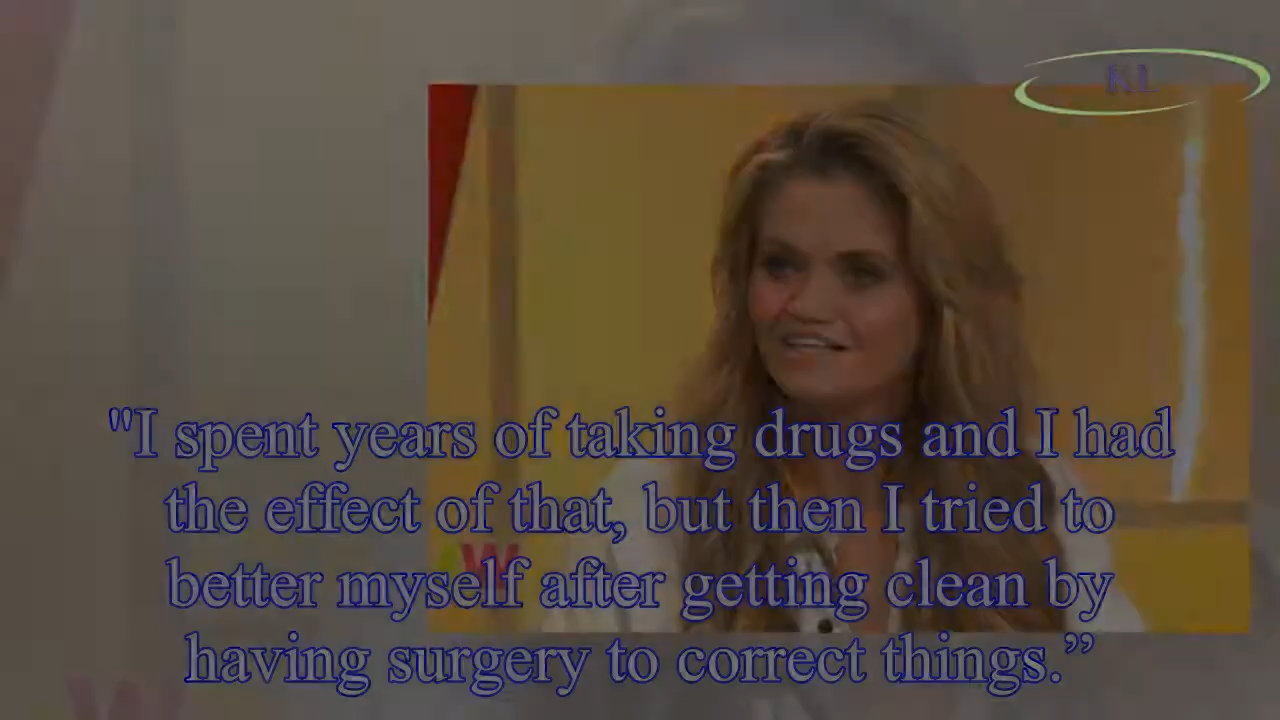 KL
"I spent years of taking drugs and I had
the effect of that, but then I tried to
better myself after getting clean by
having surgery to correct things.”
W